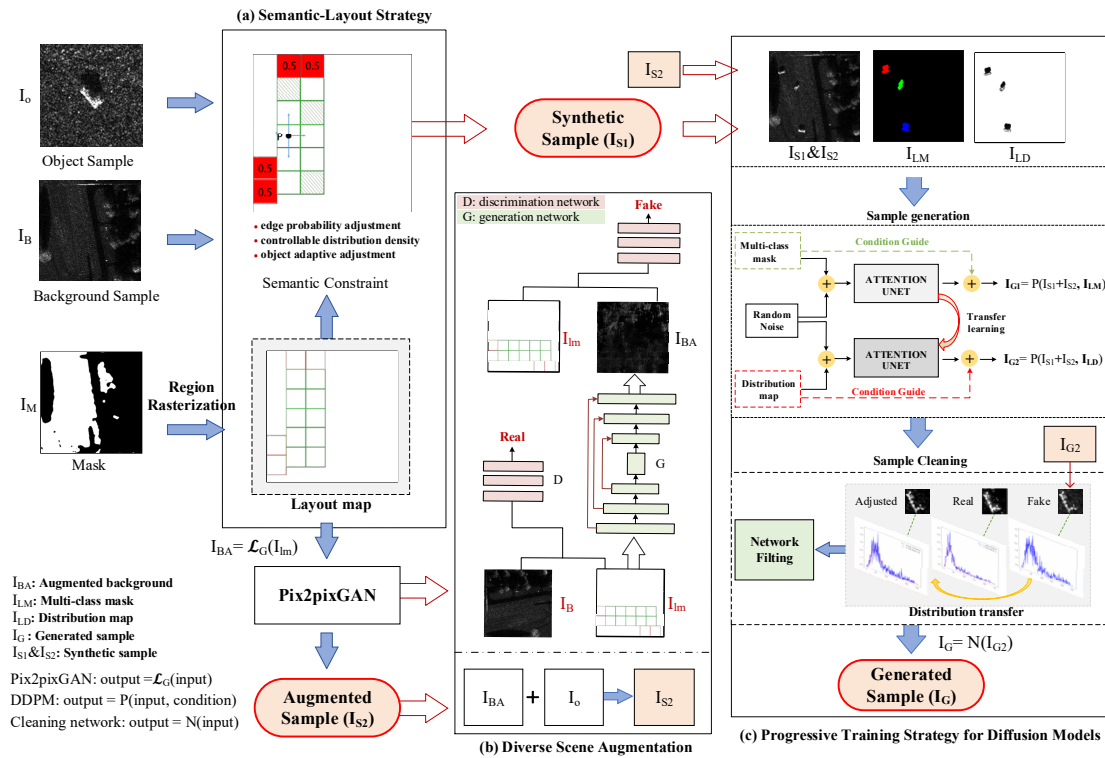 (a) Semantic-Layout Strategy
I_o
Object Sample
I_B
Background Sample
I_M
Mask
Region
Rasterization
0.5 0.5
P
0.5
0.5
• edge probability adjustment
• controllable distribution density
• object adaptive adjustment
Semantic Constraint
Layout map
I_BA= 𝓛_G(I_lm)
Pix2pixGAN
Augmented
Sample (I_S2)
I_BA: Augmented background
I_LM: Multi-class mask
I_LD: Distribution map
I_G: Generated sample
I_S1&I_S2: Synthetic sample
Pix2pixGAN: output =𝓛_G(input)
DDPM: output = P(input, condition)
Cleaning network: output = N(input)
I_S2
Synthetic
Sample (I_S1)
D: discrimination network
G: generation network
Fake
I_lm
I_BA
Real
D
G
I_B
I_lm
I_BA + I_o I_S2
(b) Diverse Scene Augmentation
I_S1&I_S2 I_LM I_LD
Sample generation
Multi-class
mask
Condition Guide
ATTENTION
UNET
+
+
I_G1= P(I_S1+I_S2, I_LM)
Random
Noise
Transfer
learning
+
ATTENTION
UNET
+
I_G2= P(I_S1+I_S2, I_LD)
Distribution
map
Condition Guide
Sample Cleaning
I_G2
Adjusted Real Fake
Network
Filting
Distribution transfer
I_G= N(I_G2)
Generated
Sample (I_G)
(c) Progressive Training Strategy for Diffusion Models